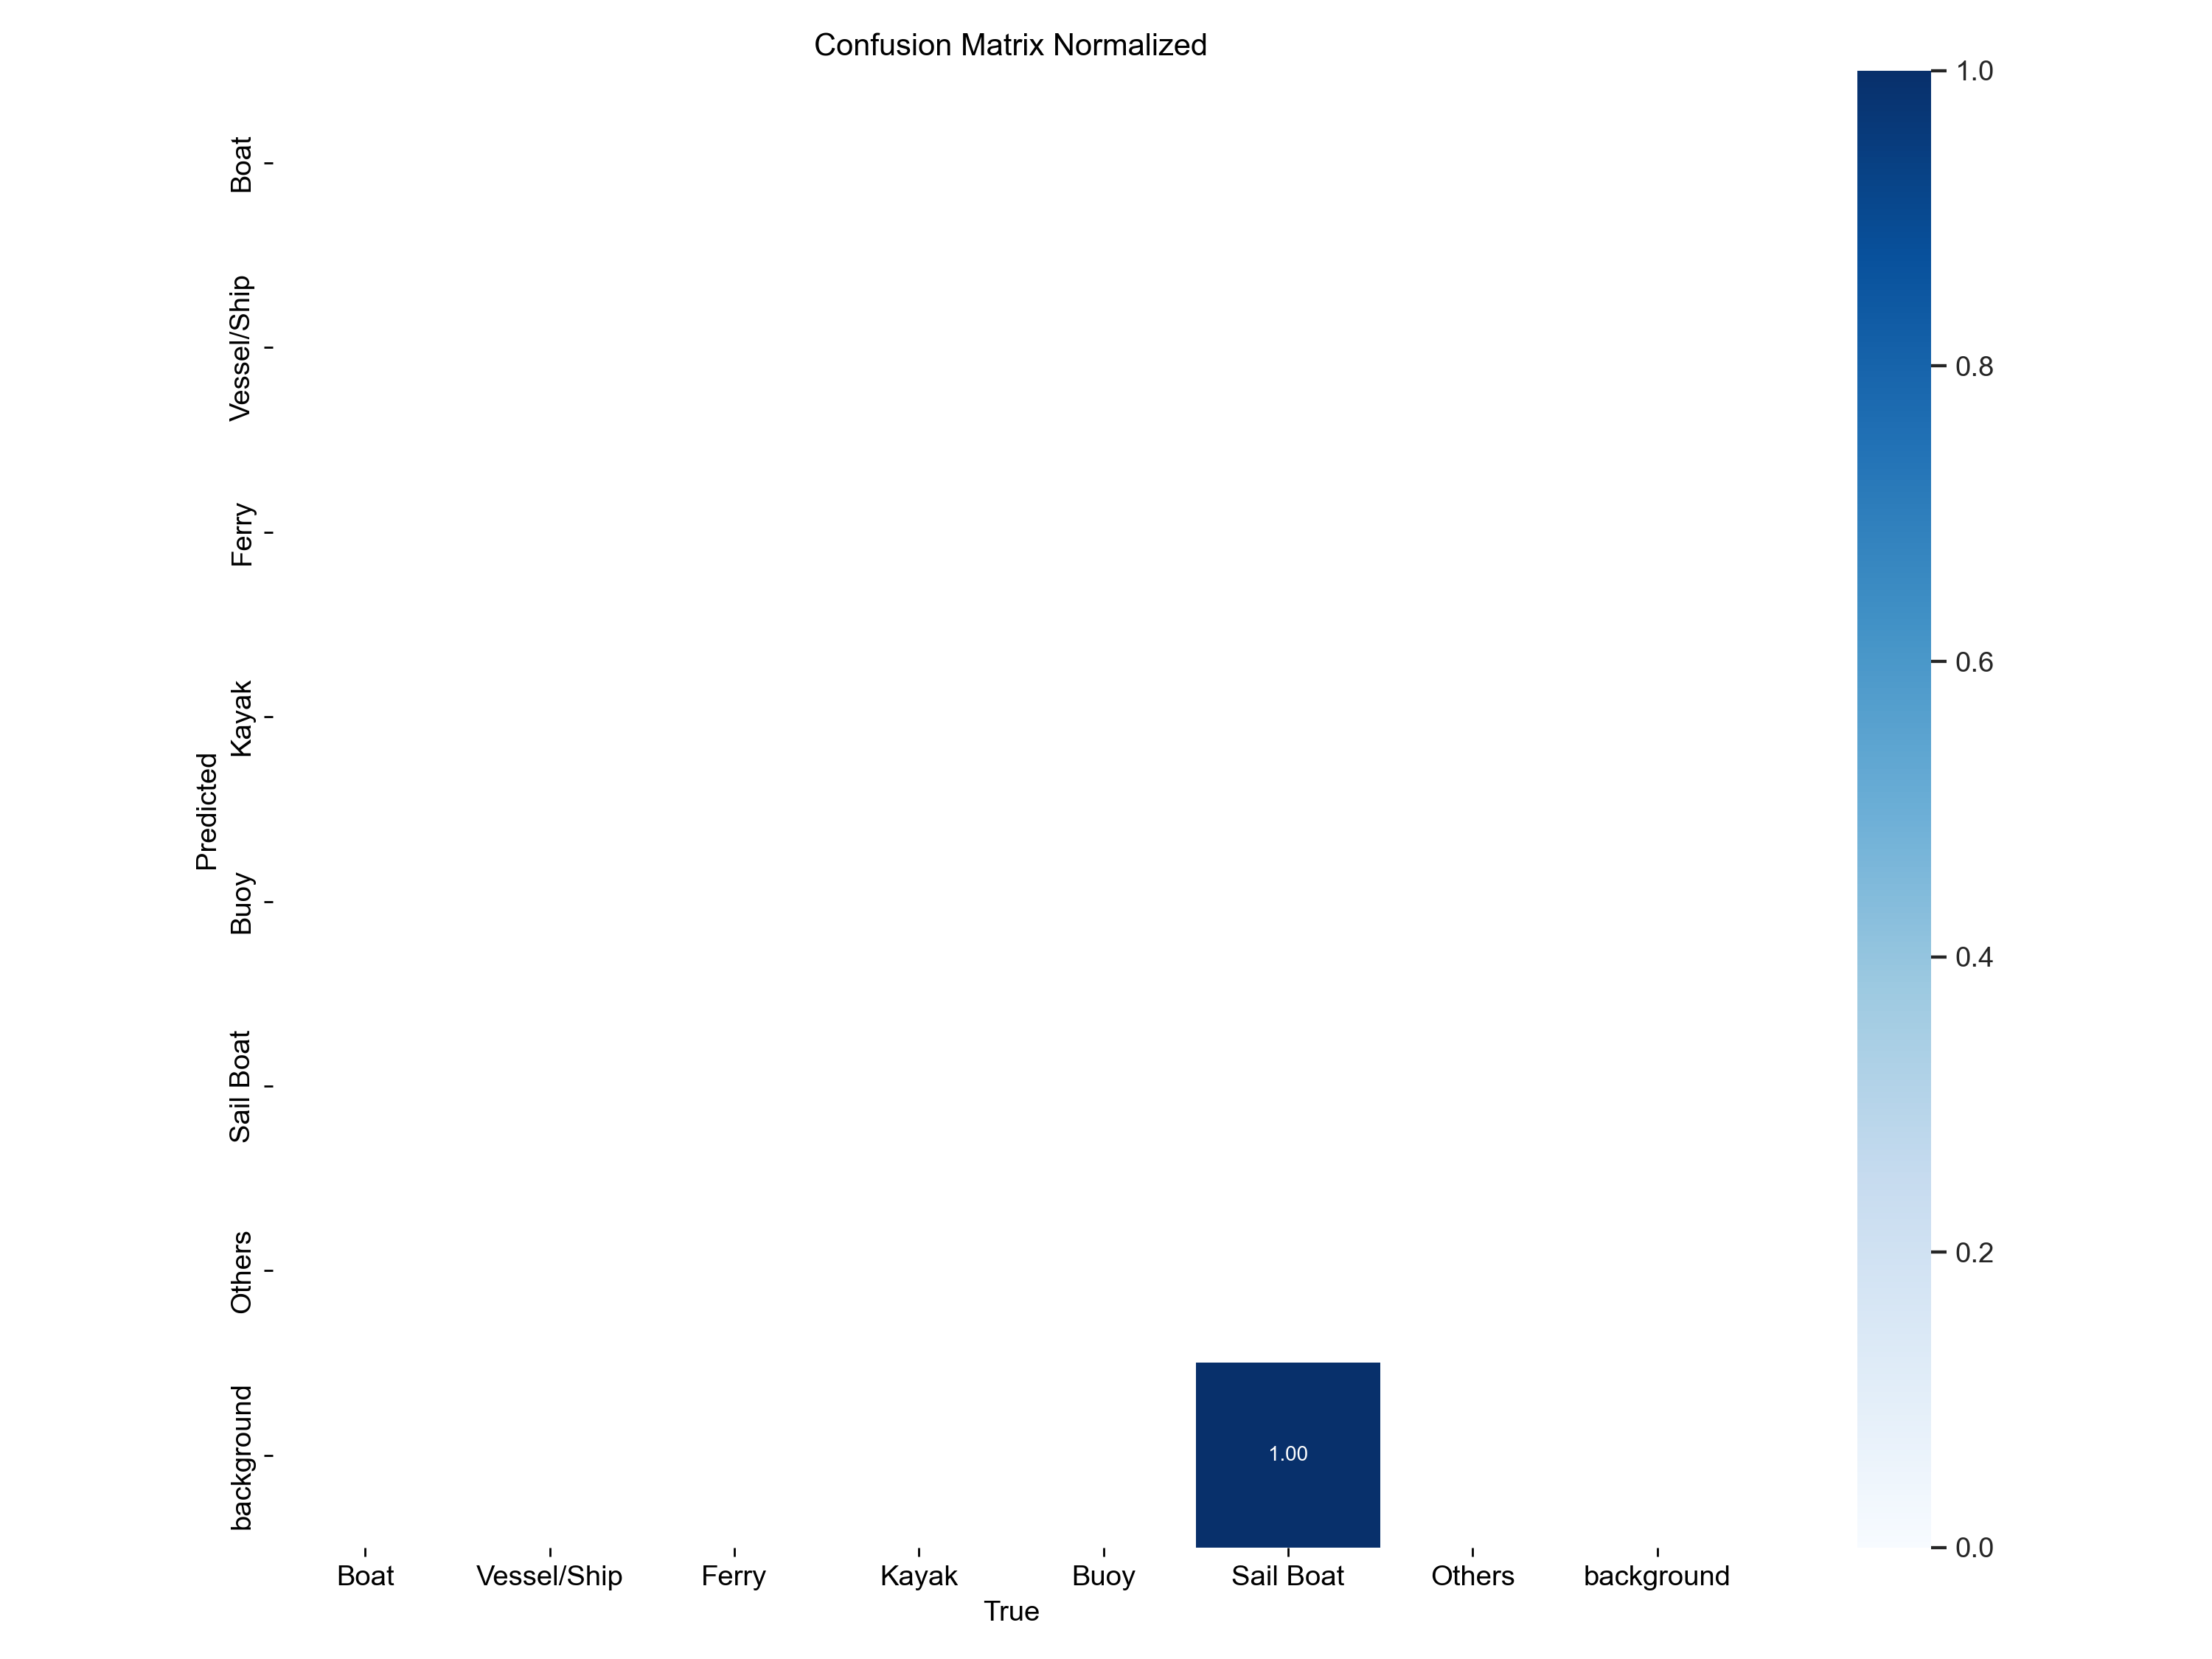 Confusion Matrix Normalized
Predicted
Boat
Vessel/Ship
Ferry
Kayak
Buoy
Sail Boat
Others
background
1.00
Boat Vessel/Ship Ferry Kayak Buoy Sail Boat Others background
True
1.0
0.8
0.6
0.4
0.2
0.0